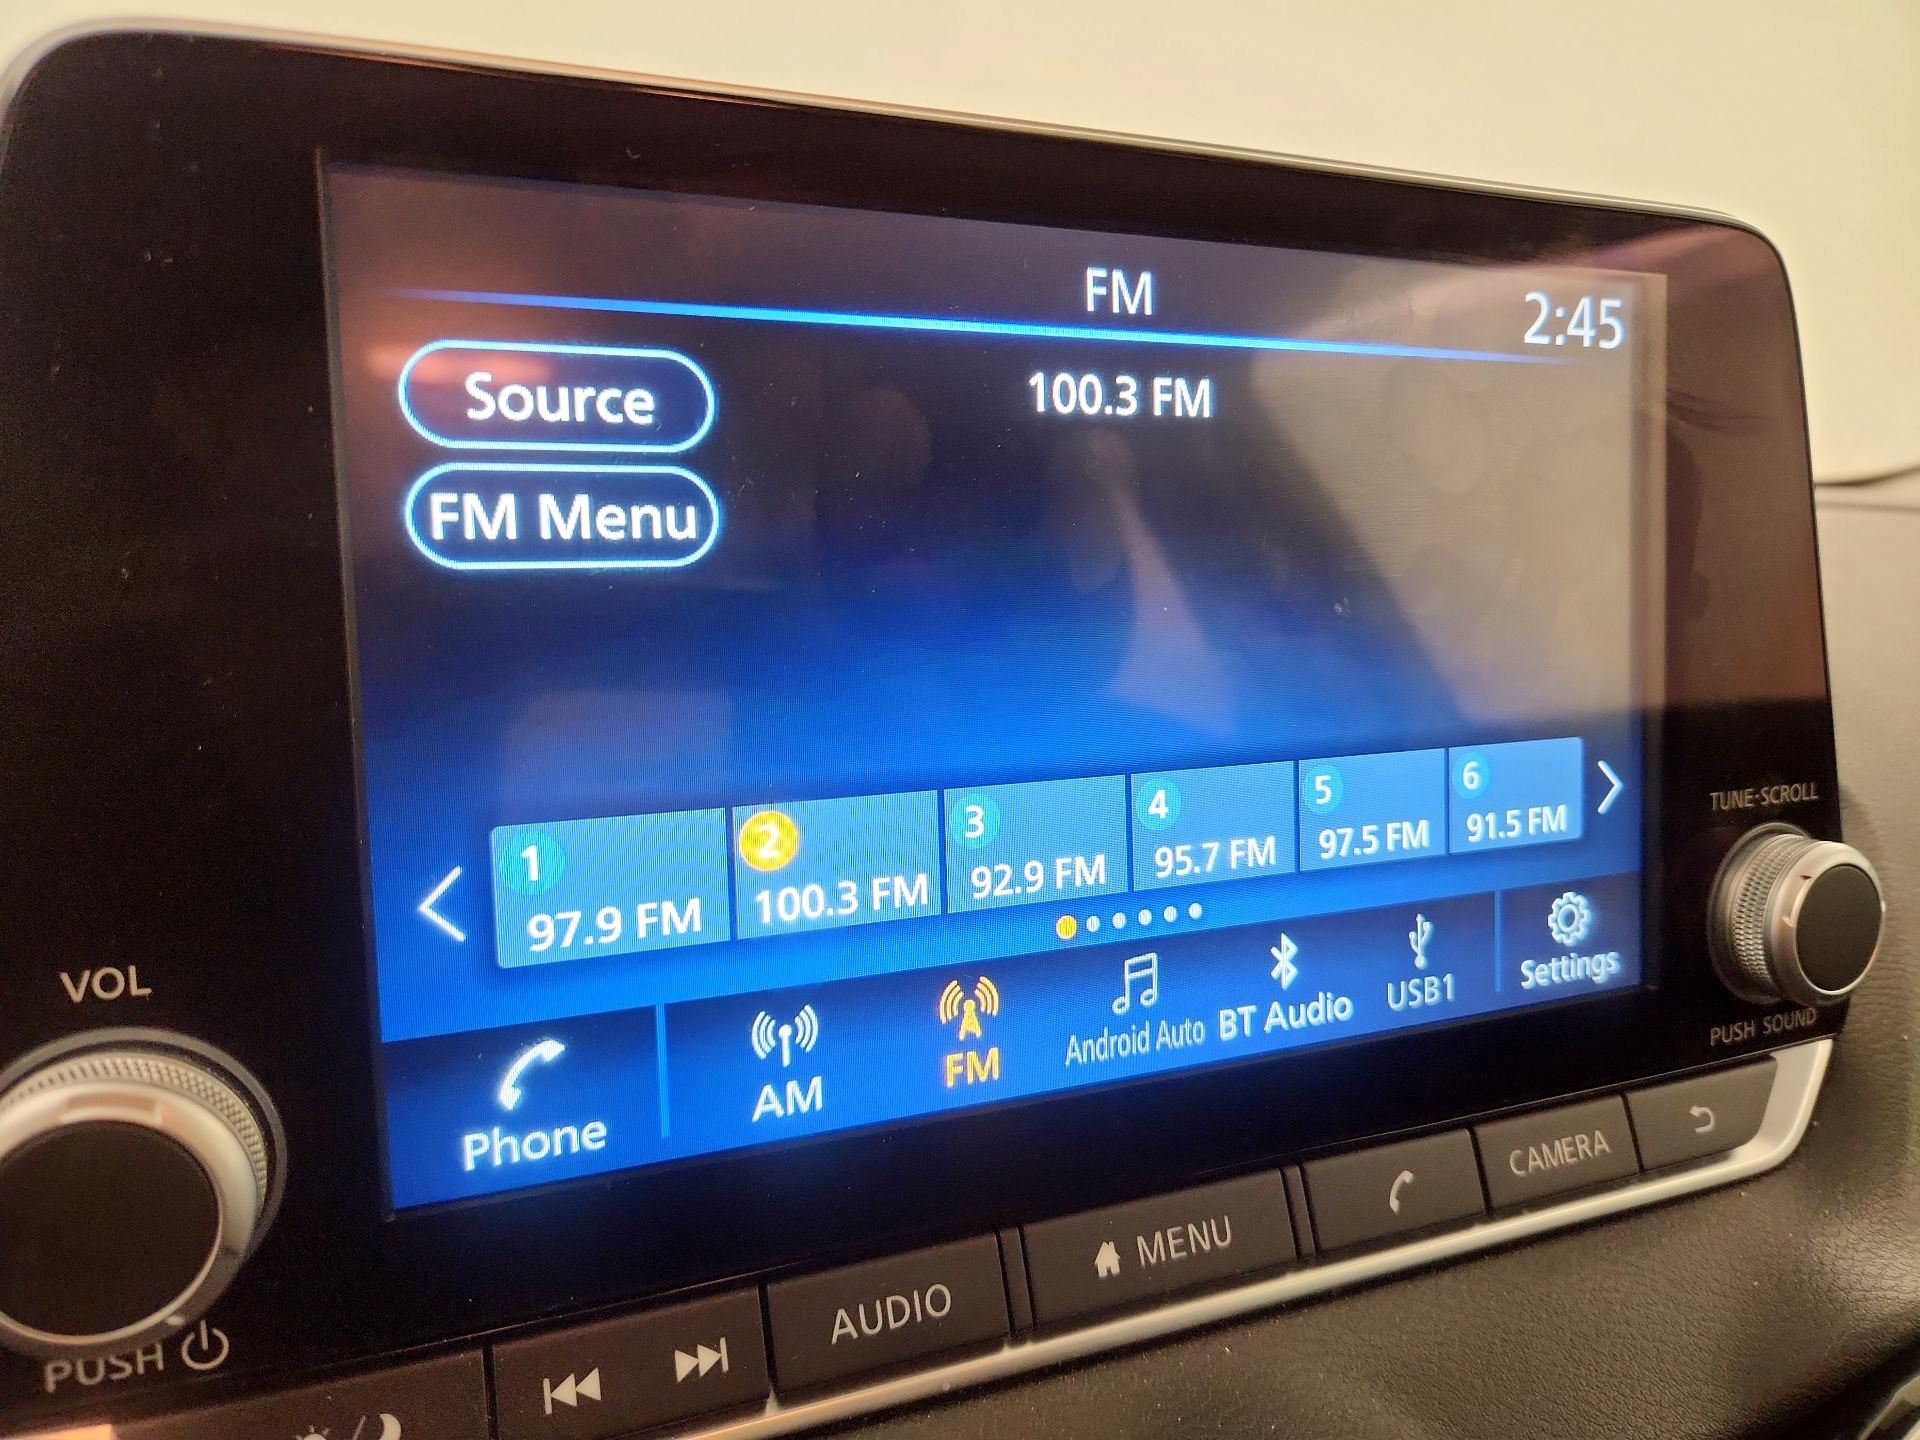 FM
2:45
Source
100.3 FM
FM Menu
1
97.9 FM
2
100.3 FM
3
92.9 FM
4
95.7 FM
5
97.5 FM
6
91.5 FM
Phone
AM
FM
Android Auto
BT Audio
USB1
Settings
VOL
PUSH
TUNE·SCROLL
PUSH SOUND
AUDIO
MENU
CAMERA